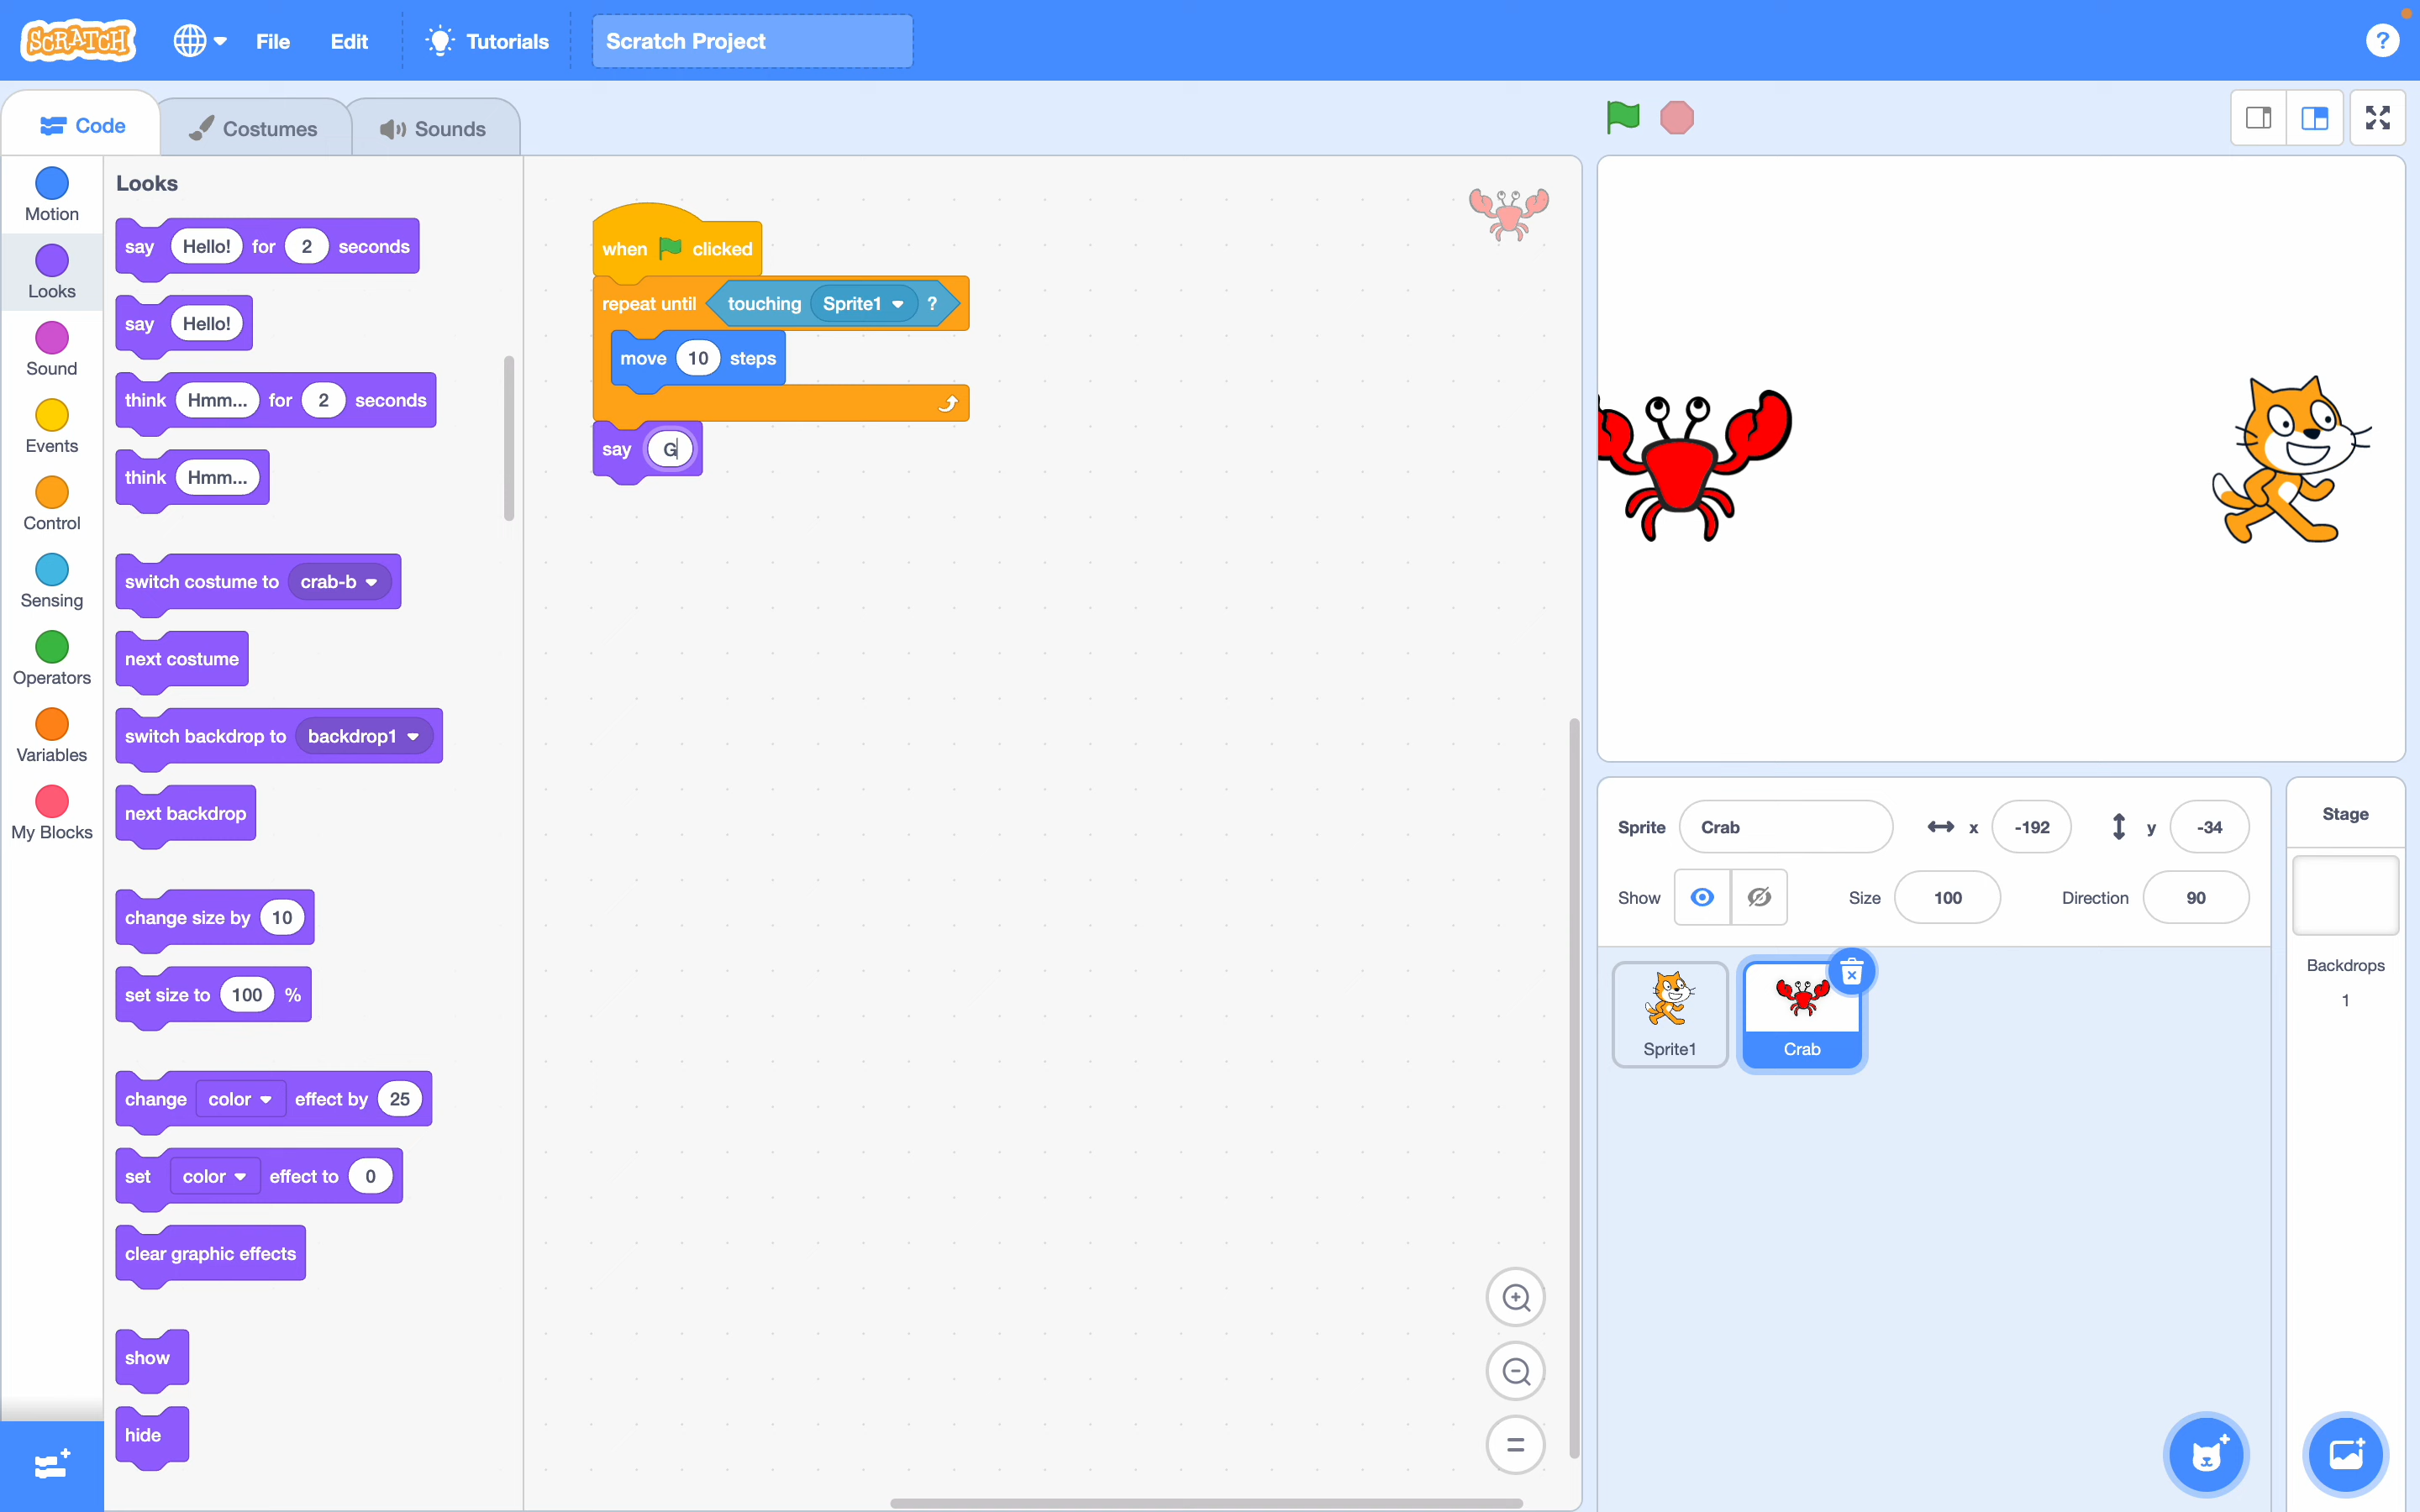 SCRATCH
File
Edit
Tutorials
Scratch Project
?
Code
Costumes
Sounds
Motion
Looks
Sound
Events
Control
Sensing
Operators
Variables
My Blocks
Looks
say Hello! for 2 seconds
say Hello!
think Hmm... for 2 seconds
think Hmm...
switch costume to crab-b
next costume
switch backdrop to backdrop1
next backdrop
change size by 10
set size to 100 %
change color effect by 25
set color effect to 0
clear graphic effects
show
hide
when clicked
repeat until touching Sprite1 ?
move 10 steps
say G
Sprite Crab x -192 y -34
Show Size 100 Direction 90
Sprite1
Crab
Stage
Backdrops
1